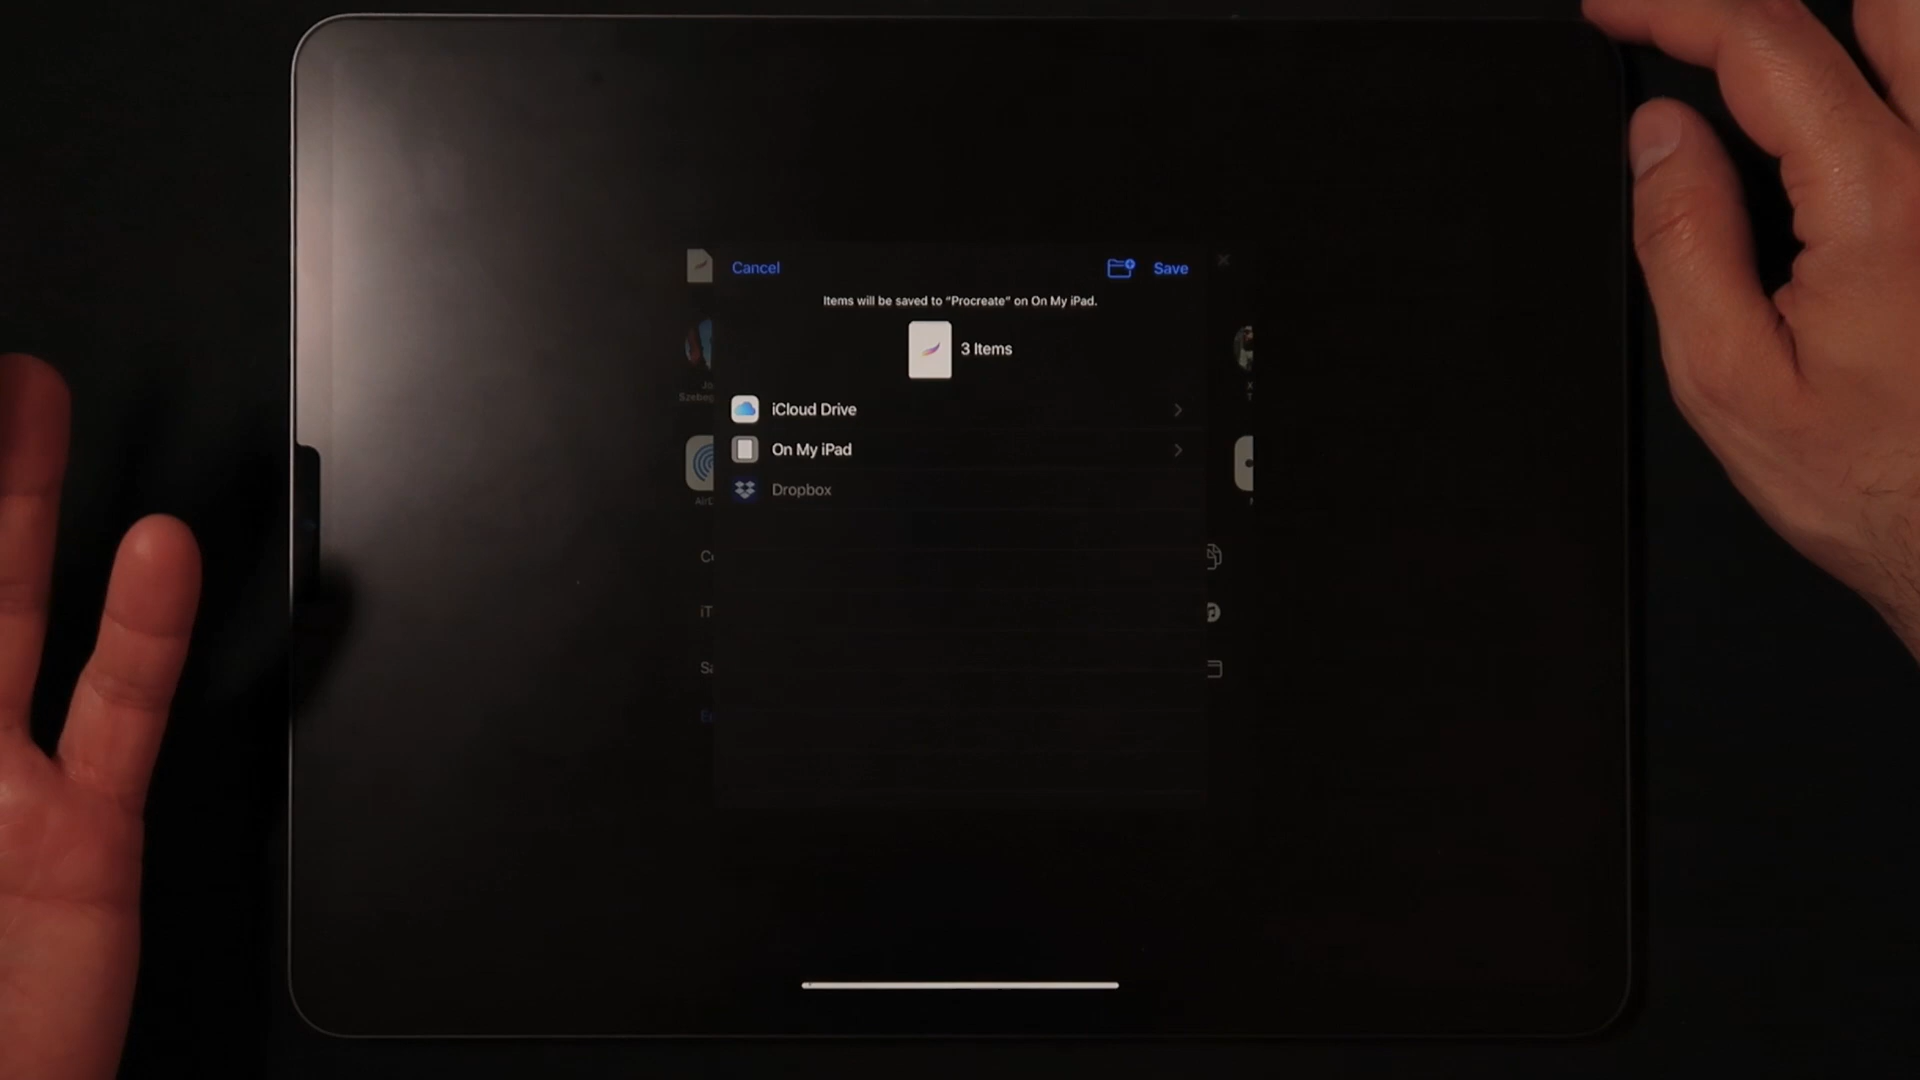 Cancel
Save
Items will be saved to “Procreate” on On My iPad.
3 Items
iCloud Drive
On My iPad
Dropbox